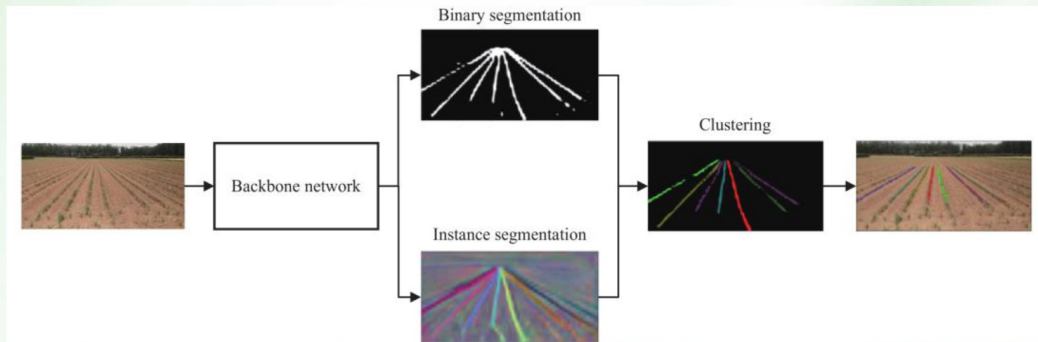 Binary segmentation
Clustering
Backbone network
Instance segmentation